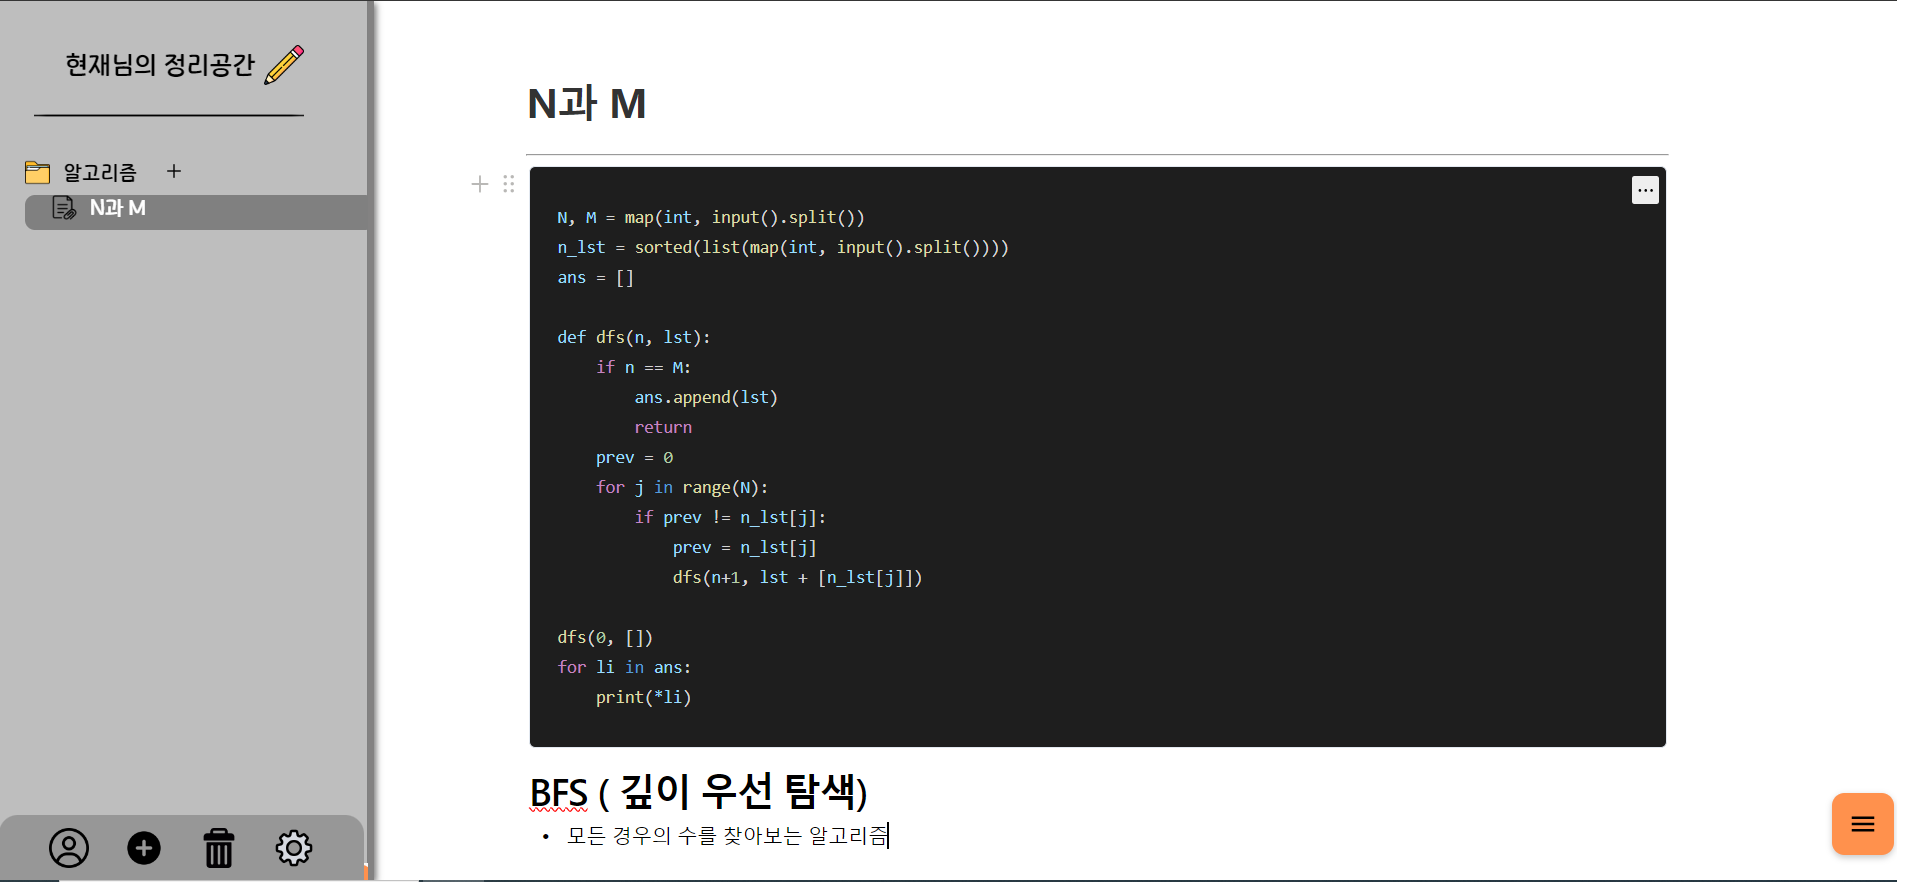 현재님의 정리공간
알고리즘 +
N과 M
N과 M
N, M = map(int, input().split())
n_lst = sorted(list(map(int, input().split())))
ans = []
def dfs(n, lst):
    if n == M:
        ans.append(lst)
        return
    prev = 0
    for j in range(N):
        if prev != n_lst[j]:
            prev = n_lst[j]
            dfs(n+1, lst + [n_lst[j]])
dfs(0, [])
for li in ans:
    print(*li)
BFS ( 깊이 우선 탐색)
• 모든 경우의 수를 찾아보는 알고리즘